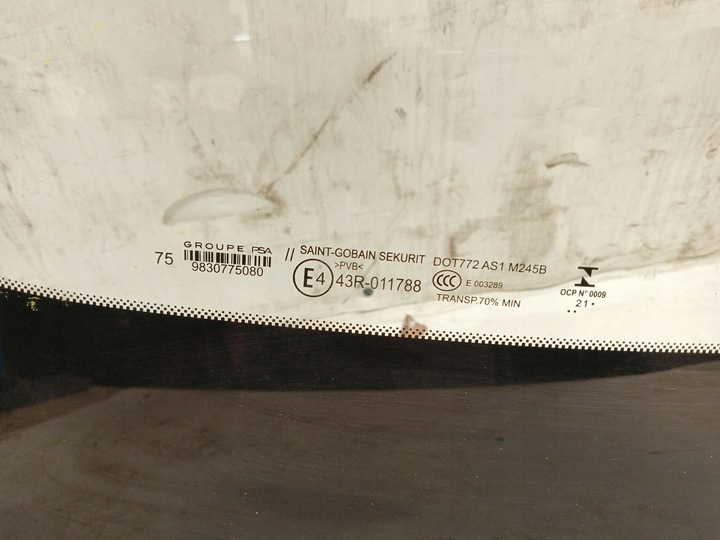 75
GROUPE PSA
9830775080
// SAINT-GOBAIN SEKURIT
>PVB<
E4 43R-011788
DOT772 AS1 M245B
CCC E 003289
TRANSP.70% MIN
OCP Nº 0009
21